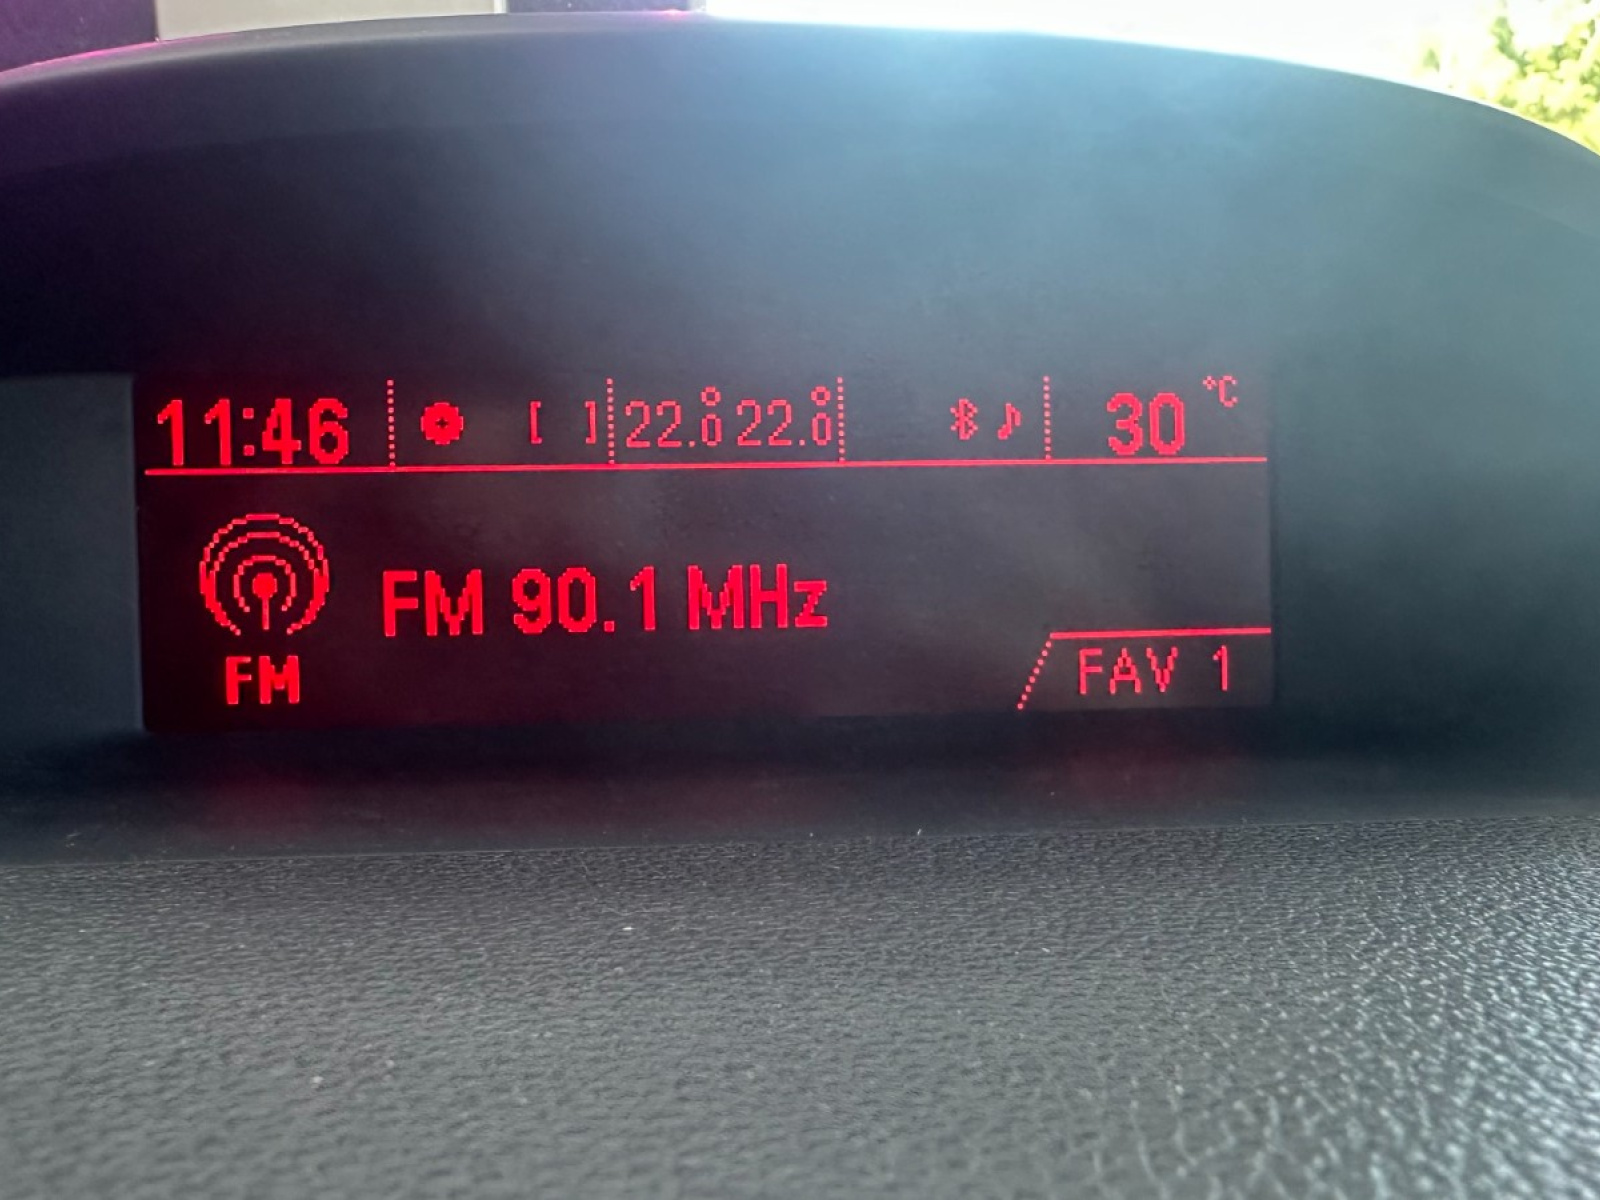 11:46 [ ] 22.0° 22.0° 30 °C
FM 90.1 MHz
FM
FAV 1